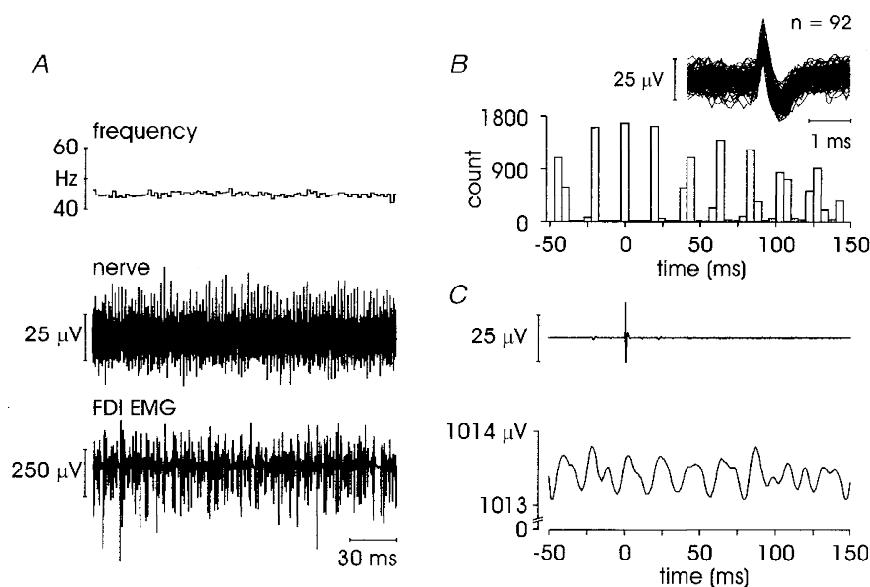 A
frequency
60
Hz
40
nerve
25 µV
FDI EMG
250 µV
30 ms
B
n = 92
25 µV
1 ms
1800
900
0
count
-50 0 50 100 150
time (ms)
C
25 µV
1014 µV
1013
0
-50 0 50 100 150
time (ms)